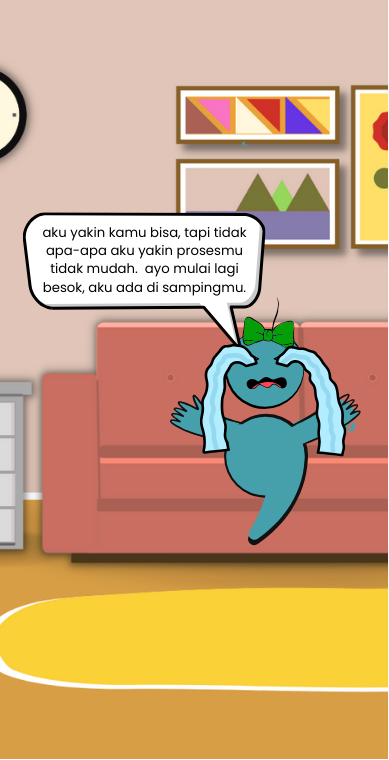 aku yakin kamu bisa, tapi tidak
apa-apa aku yakin prosesmu
tidak mudah. ayo mulai lagi
besok, aku ada di sampingmu.